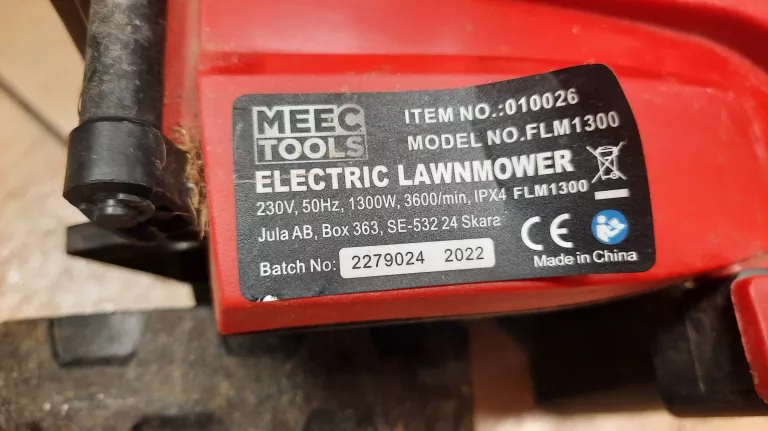 MEEC
TOOLS
ITEM NO.:010026
MODEL NO.FLM1300
ELECTRIC LAWNMOWER
230V, 50Hz, 1300W, 3600/min, IPX4 FLM1300
Jula AB, Box 363, SE-532 24 Skara
CE
Batch No: 2279024 2022
Made in China